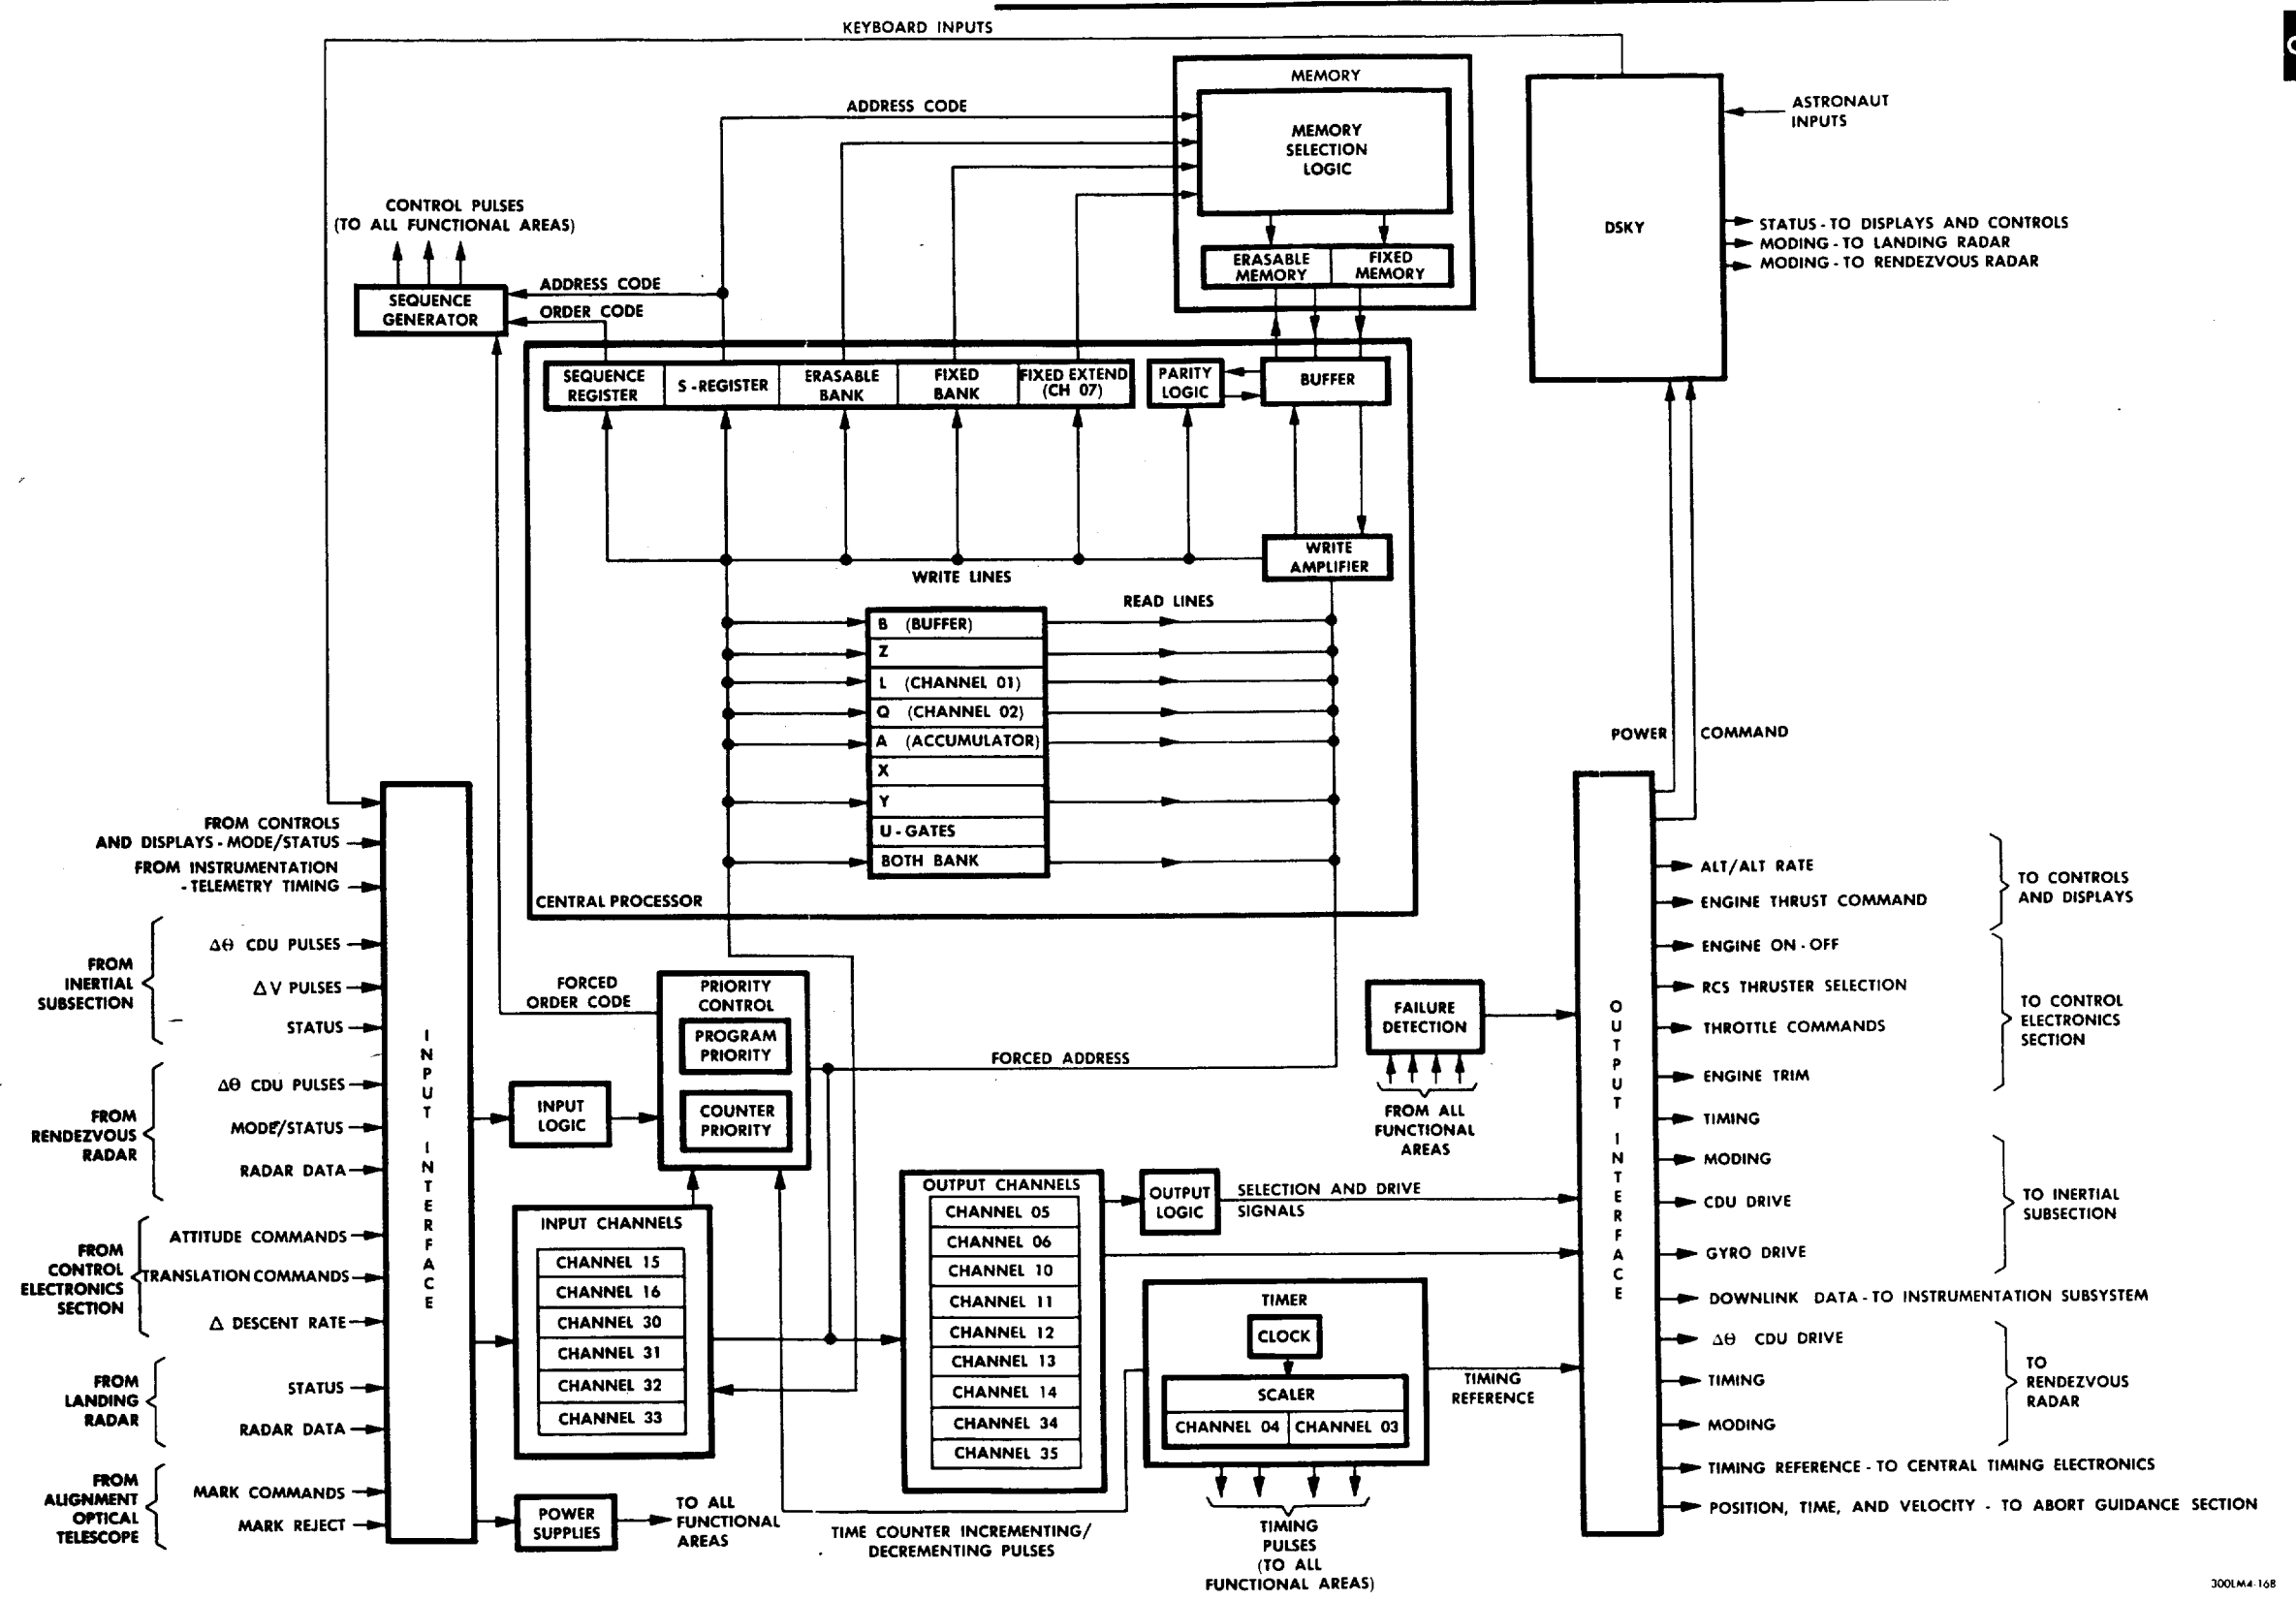 KEYBOARD INPUTS
MEMORY
ADDRESS CODE
MEMORY
SELECTION
LOGIC
ASTRONAUT
INPUTS
CONTROL PULSES
(TO ALL FUNCTIONAL AREAS)
DSKY
STATUS - TO DISPLAYS AND CONTROLS
MODING - TO LANDING RADAR
MODING - TO RENDEZVOUS RADAR
ERASABLE
MEMORY
FIXED
MEMORY
SEQUENCE
GENERATOR
ADDRESS CODE
ORDER CODE
SEQUENCE
REGISTER
S - REGISTER
ERASABLE
BANK
FIXED
BANK
FIXED EXTEND
(CH 07)
PARITY
LOGIC
BUFFER
WRITE
AMPLIFIER
WRITE LINES
READ LINES
B (BUFFER)
Z
L (CHANNEL 01)
Q (CHANNEL 02)
A (ACCUMULATOR)
X
Y
U - GATES
BOTH BANK
CENTRAL PROCESSOR
POWER
COMMAND
FROM CONTROLS
AND DISPLAYS - MODE/STATUS
FROM INSTRUMENTATION
- TELEMETRY TIMING
FROM
INERTIAL
SUBSECTION
Δθ CDU PULSES
ΔV PULSES
STATUS
FROM
RENDEZVOUS
RADAR
Δθ CDU PULSES
MODE/STATUS
RADAR DATA
FROM
CONTROL
ELECTRONICS
SECTION
ATTITUDE COMMANDS
TRANSLATION COMMANDS
Δ DESCENT RATE
FROM
LANDING
RADAR
STATUS
RADAR DATA
FROM
ALIGNMENT
OPTICAL
TELESCOPE
MARK COMMANDS
MARK REJECT
INPUT INTERFACE
FORCED
ORDER CODE
PRIORITY
CONTROL
PROGRAM
PRIORITY
COUNTER
PRIORITY
INPUT
LOGIC
FORCED ADDRESS
INPUT CHANNELS
CHANNEL 15
CHANNEL 16
CHANNEL 30
CHANNEL 31
CHANNEL 32
CHANNEL 33
POWER
SUPPLIES
TO ALL
FUNCTIONAL
AREAS
OUTPUT CHANNELS
CHANNEL 05
CHANNEL 06
CHANNEL 10
CHANNEL 11
CHANNEL 12
CHANNEL 13
CHANNEL 14
CHANNEL 34
CHANNEL 35
TIME COUNTER INCREMENTING/
DECREMENTING PULSES
FAILURE
DETECTION
FROM ALL
FUNCTIONAL
AREAS
OUTPUT
LOGIC
SELECTION AND DRIVE
SIGNALS
TIMER
CLOCK
SCALER
CHANNEL 04
CHANNEL 03
TIMING
REFERENCE
TIMING
PULSES
(TO ALL
FUNCTIONAL AREAS)
OUTPUT INTERFACE
ALT/ALT RATE
ENGINE THRUST COMMAND
TO CONTROLS
AND DISPLAYS
ENGINE ON - OFF
RCS THRUSTER SELECTION
THROTTLE COMMANDS
ENGINE TRIM
TO CONTROL
ELECTRONICS
SECTION
TIMING
MODING
CDU DRIVE
GYRO DRIVE
TO INERTIAL
SUBSECTION
DOWNLINK DATA - TO INSTRUMENTATION SUBSYSTEM
Δθ CDU DRIVE
TIMING
MODING
TO
RENDEZVOUS
RADAR
TIMING REFERENCE - TO CENTRAL TIMING ELECTRONICS
POSITION, TIME, AND VELOCITY - TO ABORT GUIDANCE SECTION
300LM4-168